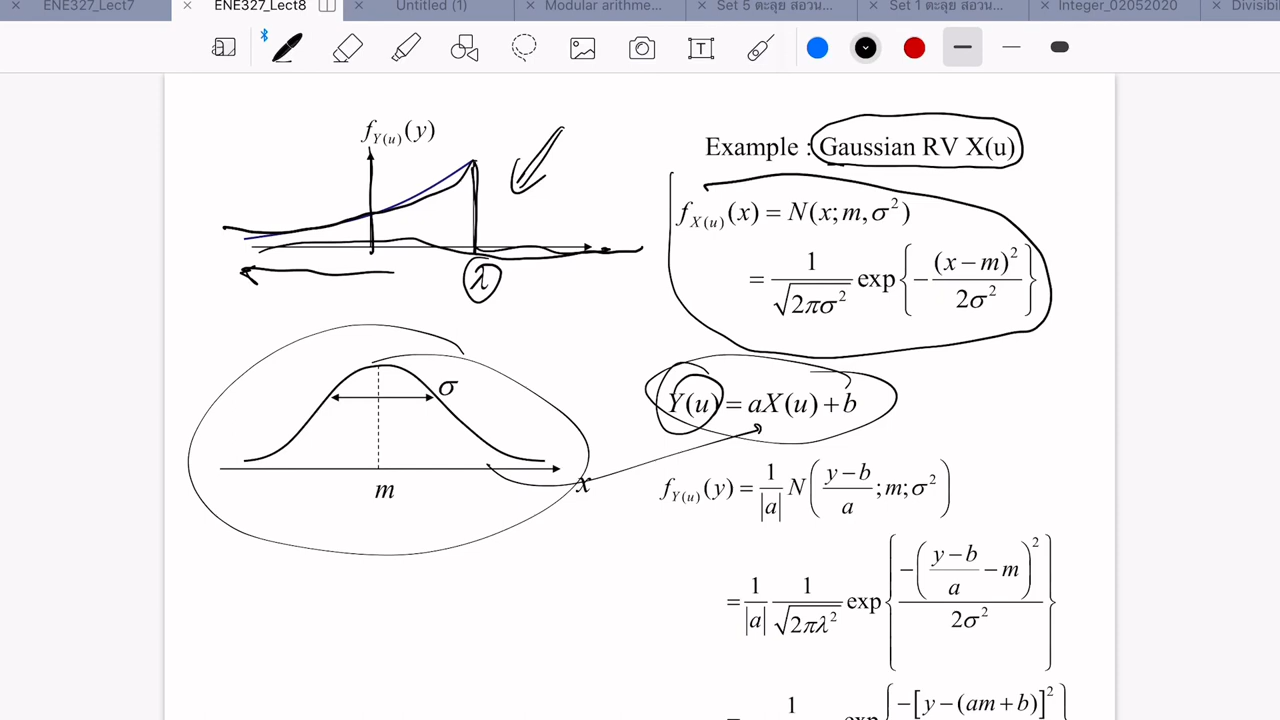 ENE327_Lect7 ENE327_Lect8 Untitled (1) Modular arithme... Set 5 ตะลุย สอวน... Set 1 ตะลุย สอวน... Integer_02052020 Divisibil
f_{Y(u)}(y)
λ
Example : Gaussian RV X(u)
f_{X(u)}(x) = N(x; m, σ²)
= 1/√(2πσ²) exp{−(x−m)²/2σ²}
σ
m
x
Y(u) = aX(u) + b
f_{Y(u)}(y) = 1/|a| N((y−b)/a ; m; σ²)
= 1/|a| 1/√(2πλ²) exp{−((y−b)/a − m)²/2σ²}
= 1 exp{−[y−(am+b)]²}